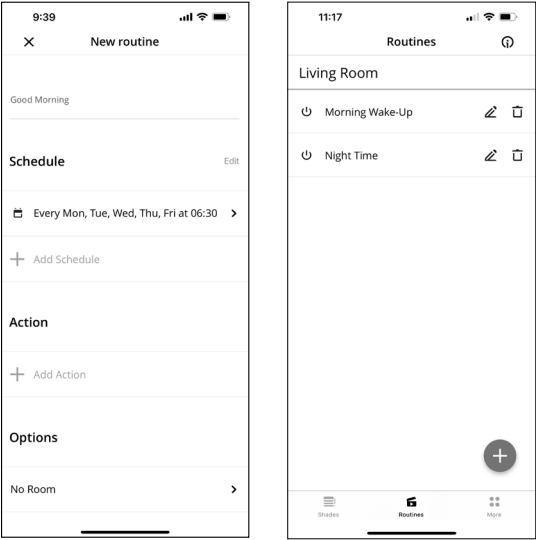 9:39
New routine
Good Morning
Schedule
Edit
Every Mon, Tue, Wed, Thu, Fri at 06:30
Add Schedule
Action
Add Action
Options
No Room
11:17
Routines
Living Room
Morning Wake-Up
Night Time
Shades
Routines
More